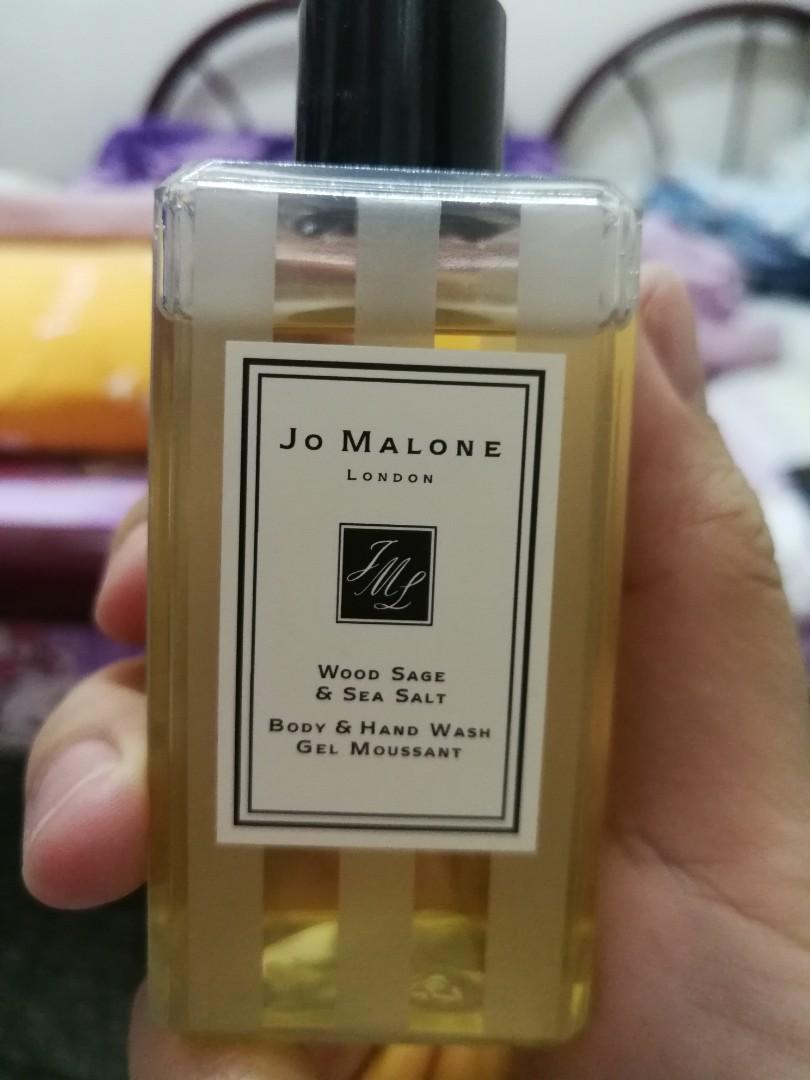 Jo Malone
London
JML
Wood Sage
& Sea Salt
Body & Hand Wash
Gel Moussant